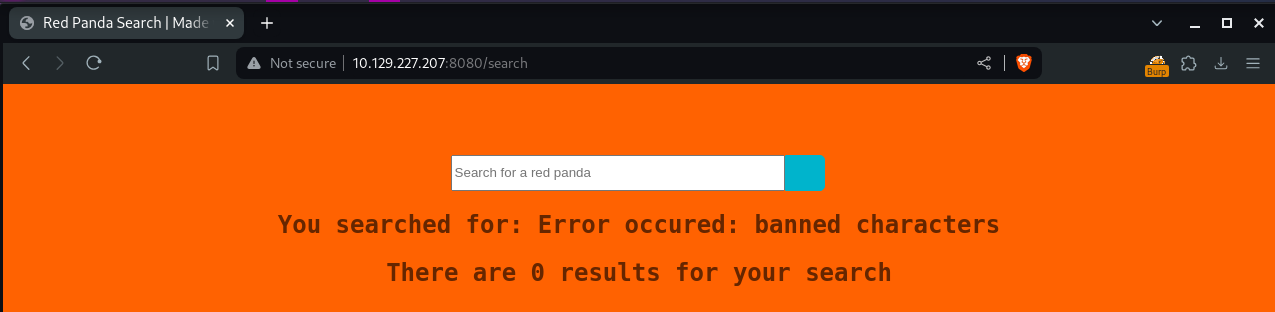 Red Panda Search | Made
Not secure 10.129.227.207:8080/search
Burp
Search for a red panda
You searched for: Error occured: banned characters
There are 0 results for your search